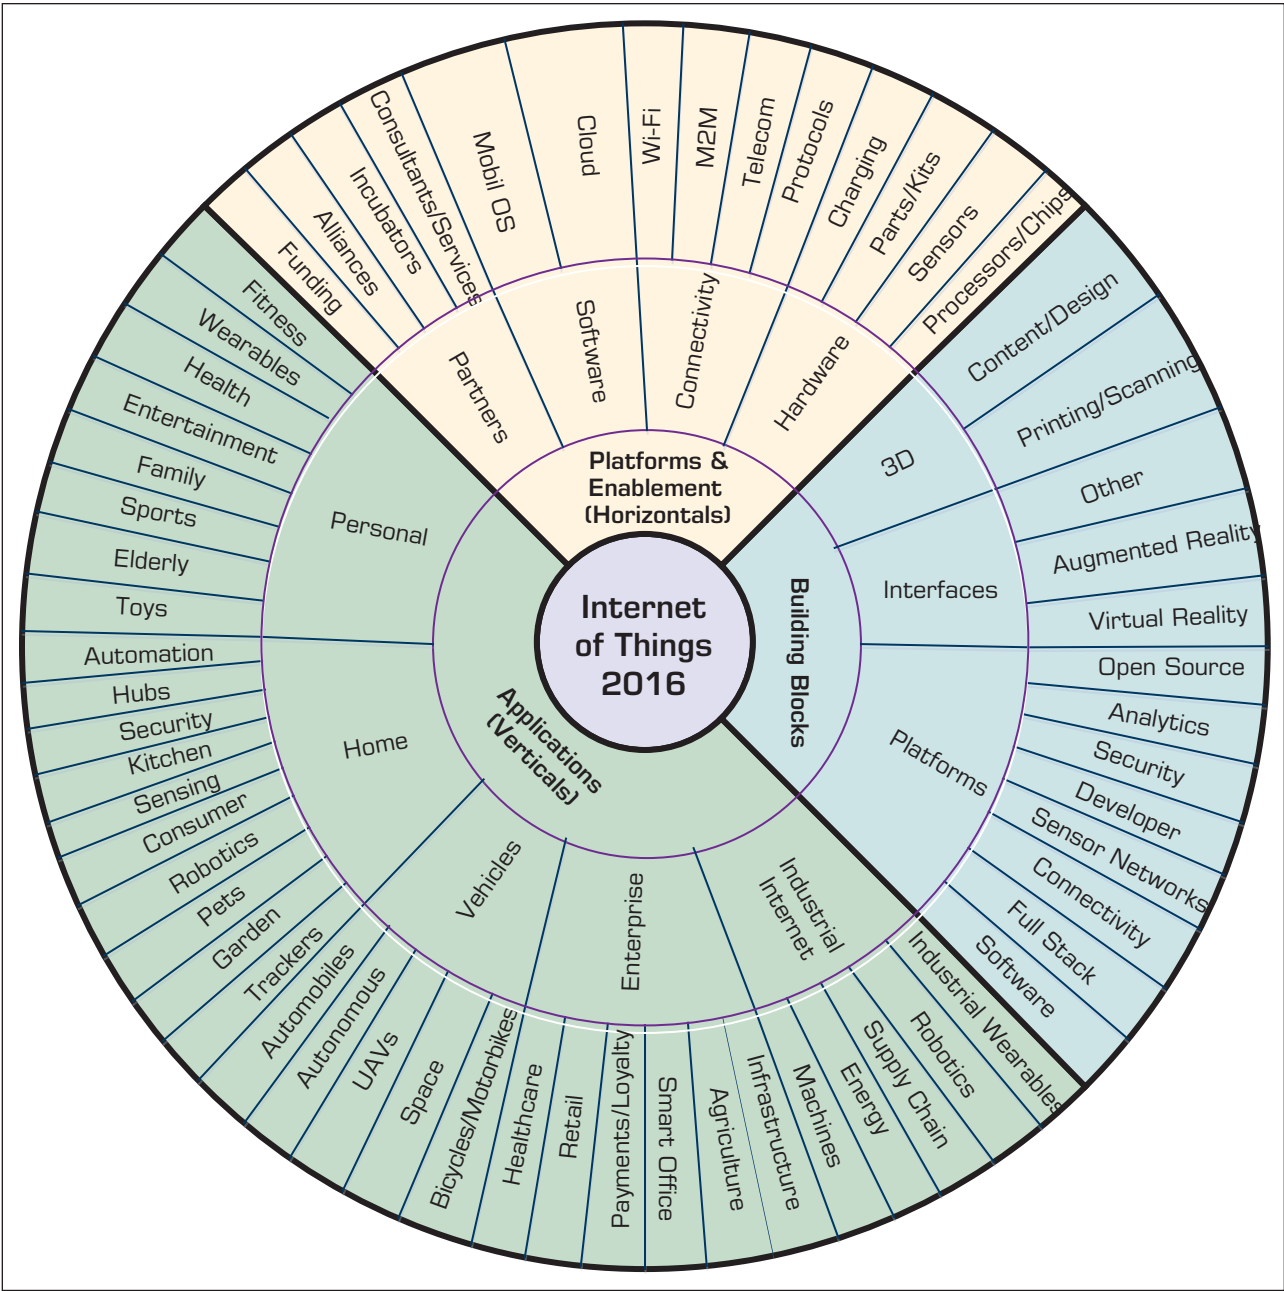 Internet
of Things
2016
Platforms &
Enablement
(Horizontals)
Partners
Funding
Alliances
Incubators
Consultants/Services
Software
Mobil OS
Cloud
Connectivity
Wi-Fi
M2M
Telecom
Protocols
Hardware
Charging
Parts/Kits
Sensors
Processors/Chips
Building Blocks
3D
Content/Design
Printing/Scanning
Interfaces
Other
Augmented Reality
Virtual Reality
Platforms
Open Source
Analytics
Security
Developer
Sensor Networks
Connectivity
Full Stack
Software
Applications
(Verticals)
Industrial
Internet
Industrial Wearables
Robotics
Supply Chain
Energy
Machines
Enterprise
Infrastructure
Agriculture
Smart Office
Payments/Loyalty
Retail
Healthcare
Vehicles
Bicycles/Motorbikes
Space
UAVs
Autonomous
Automobiles
Home
Trackers
Garden
Pets
Robotics
Consumer
Sensing
Kitchen
Security
Hubs
Automation
Personal
Toys
Elderly
Sports
Family
Entertainment
Health
Wearables
Fitness